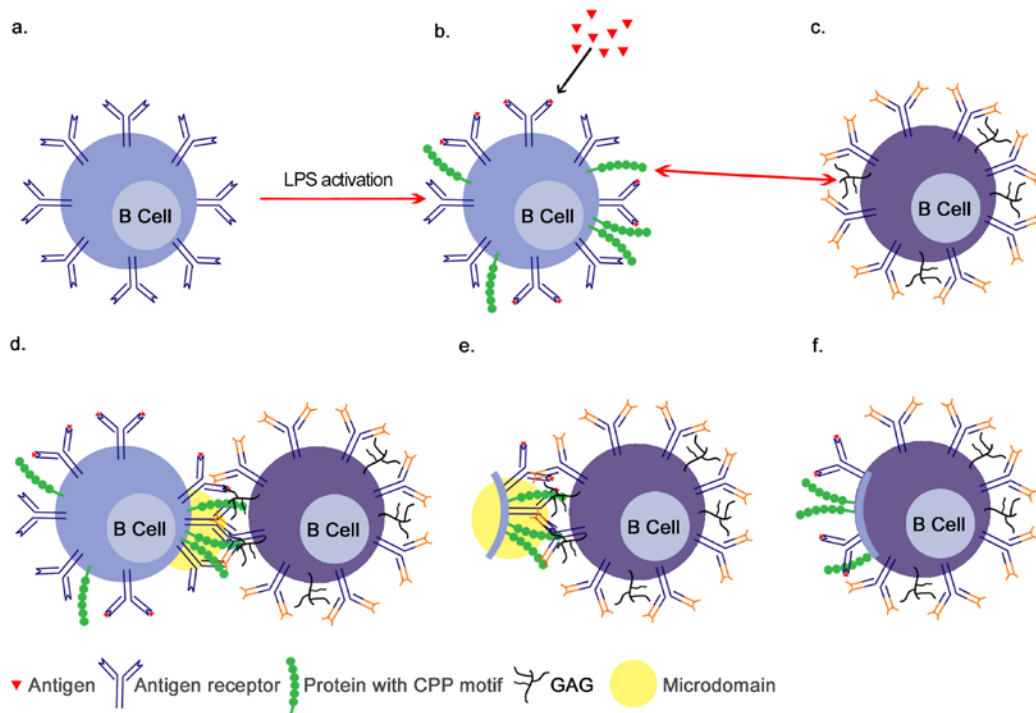 a.
b.
c.
B Cell
LPS activation
B Cell
B Cell
d.
e.
f.
B Cell
B Cell
B Cell
B Cell
Antigen
Antigen receptor
Protein with CPP motif
GAG
Microdomain